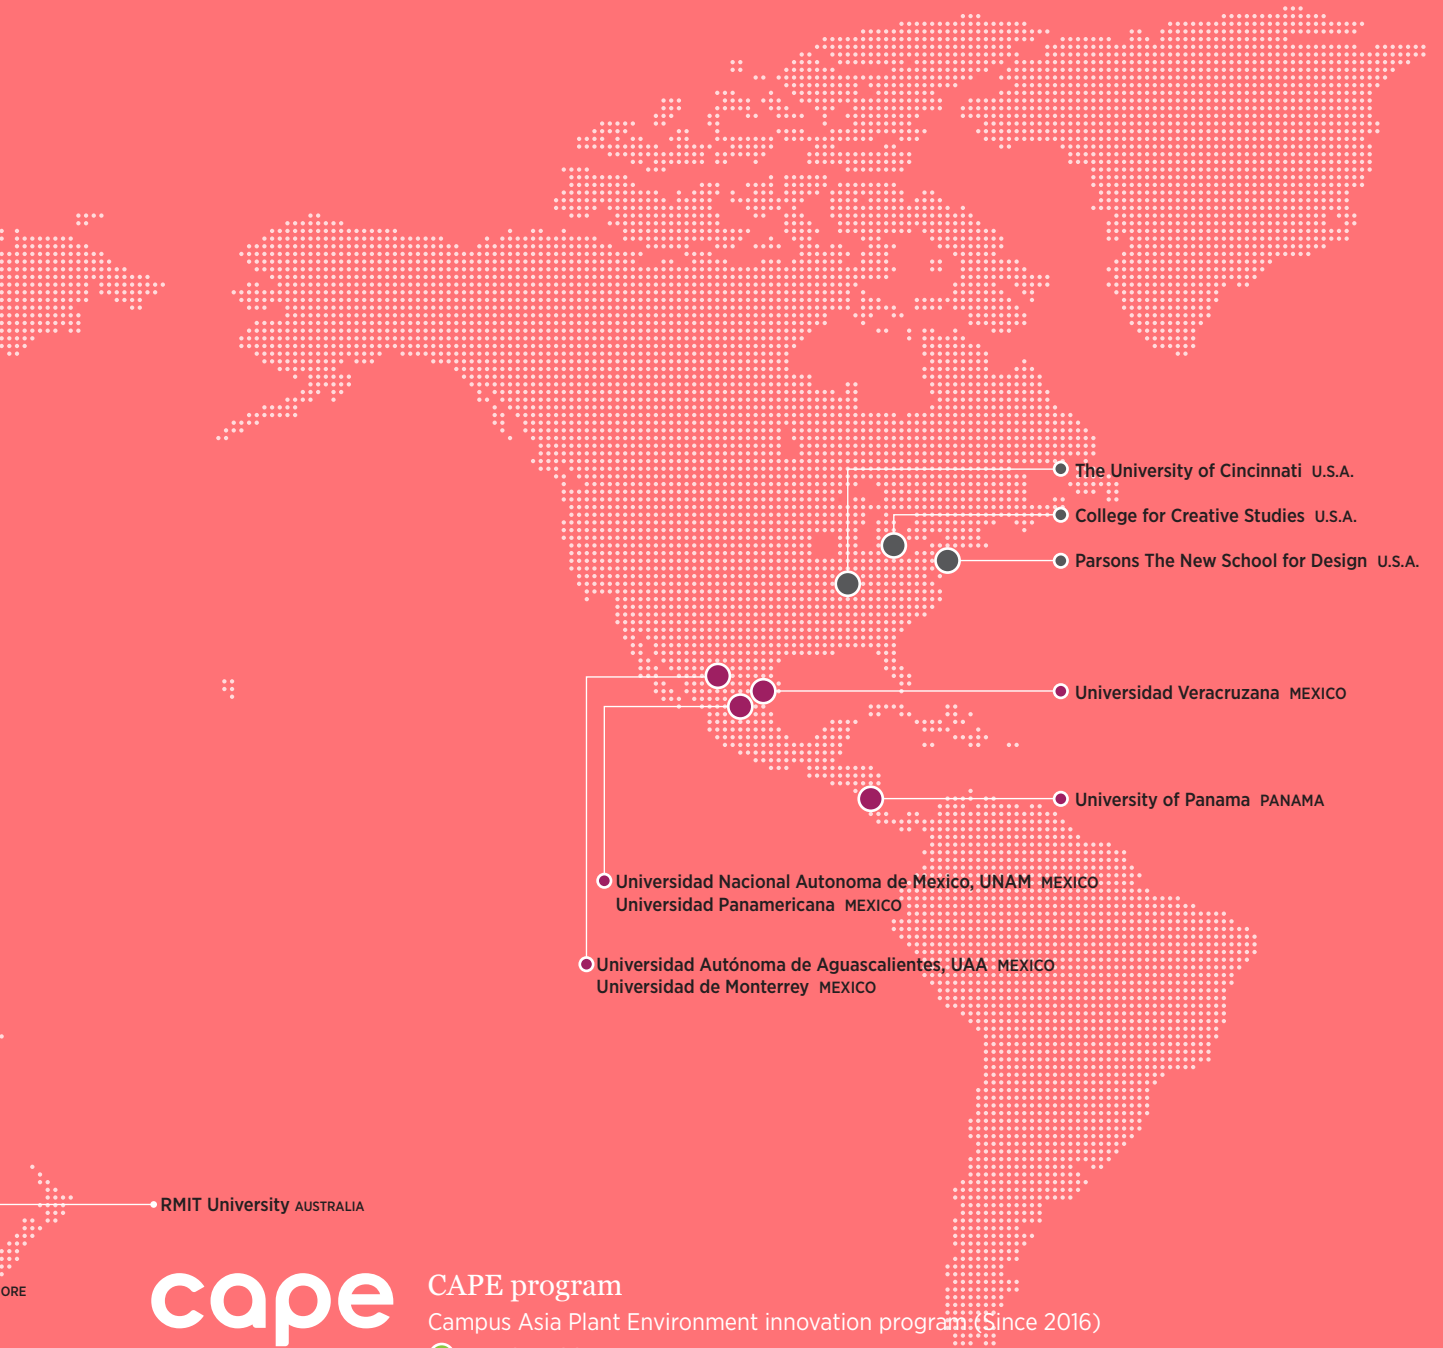 The University of Cincinnati U.S.A.
College for Creative Studies U.S.A.
Parsons The New School for Design U.S.A.
Universidad Veracruzana MEXICO
University of Panama PANAMA
Universidad Nacional Autonoma de Mexico, UNAM MEXICO
Universidad Panamericana MEXICO
Universidad Autónoma de Aguascalientes, UAA MEXICO
Universidad de Monterrey MEXICO
RMIT University AUSTRALIA
ORE
cape
CAPE program
Campus Asia Plant Environment innovation program (Since 2016)